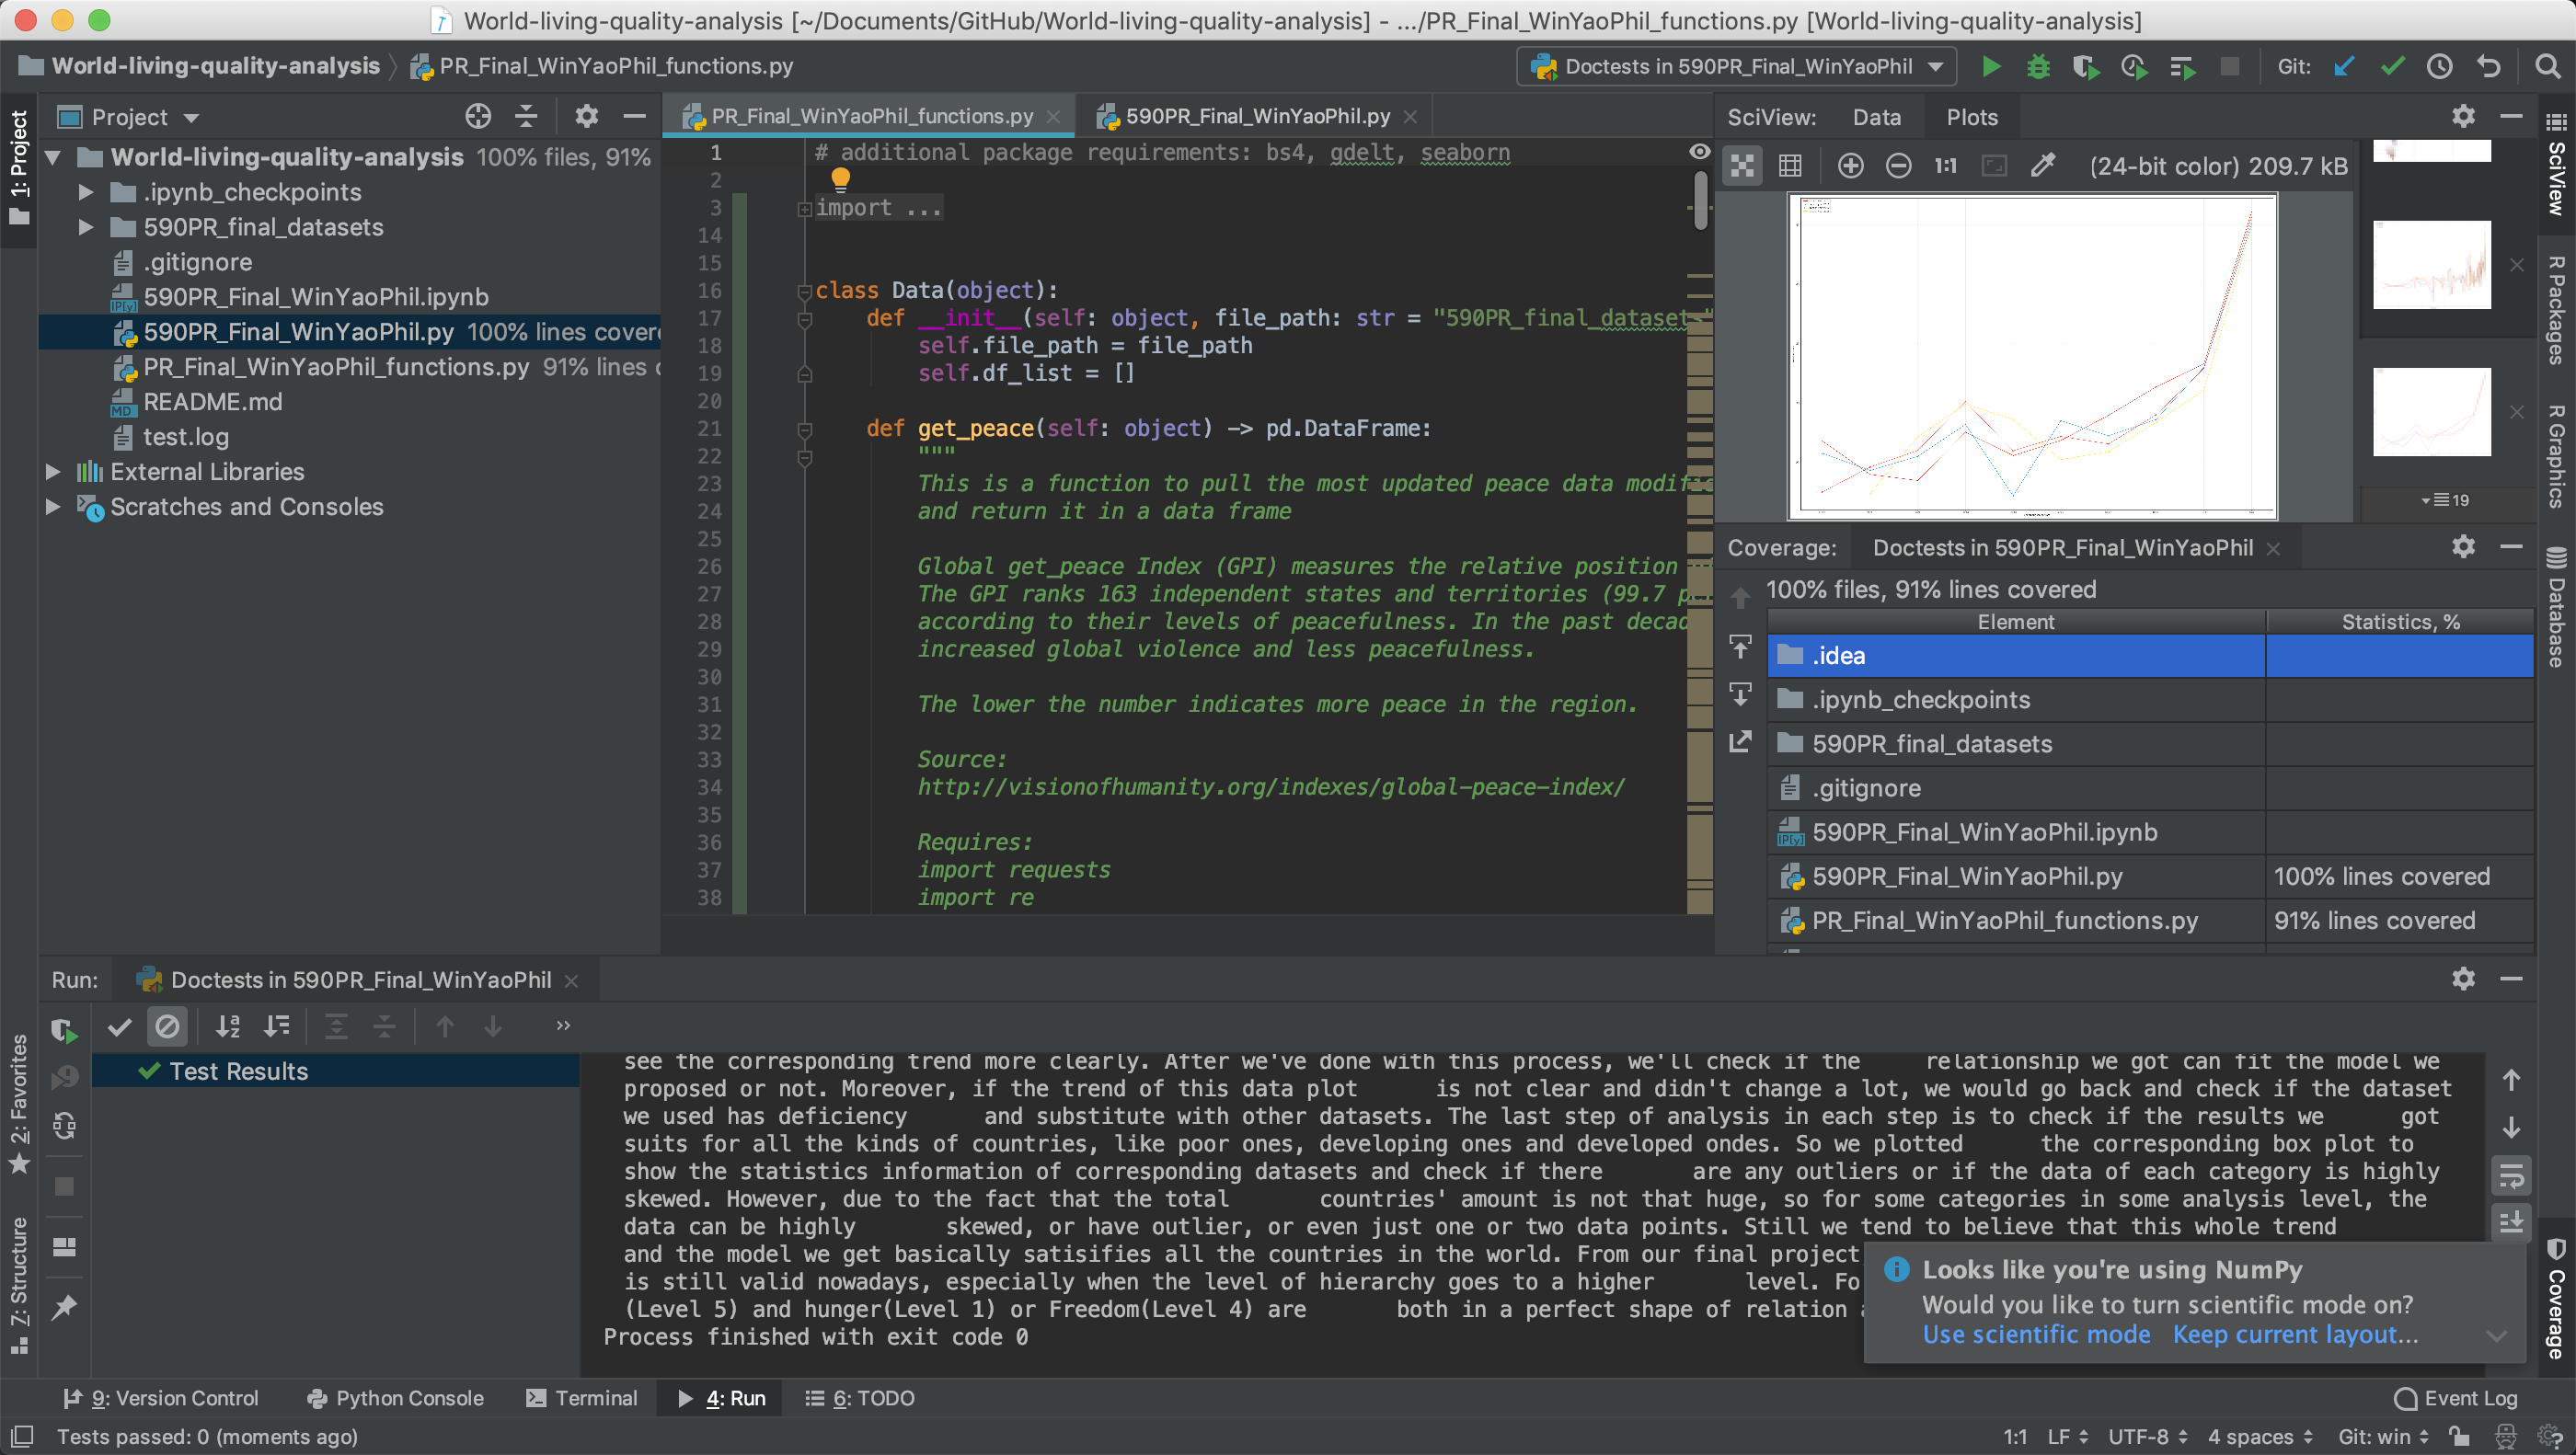 World-living-quality-analysis [~/Documents/GitHub/World-living-quality-analysis] - .../PR_Final_WinYaoPhil_functions.py [World-living-quality-analysis]
World-living-quality-analysis
PR_Final_WinYaoPhil_functions.py
Doctests in 590PR_Final_WinYaoPhil
Git:
1: Project
Project
World-living-quality-analysis 100% files, 91%
.ipynb_checkpoints
590PR_final_datasets
.gitignore
590PR_Final_WinYaoPhil.ipynb
590PR_Final_WinYaoPhil.py 100% lines cover
PR_Final_WinYaoPhil_functions.py 91% lines
README.md
test.log
External Libraries
Scratches and Consoles
PR_Final_WinYaoPhil_functions.py
590PR_Final_WinYaoPhil.py
1 # additional package requirements: bs4, gdelt, seaborn
2
3 import ...
14
15
16 class Data(object):
17 def __init__(self: object, file_path: str = "590PR_final_datasets"
18 self.file_path = file_path
19 self.df_list = []
20
21 def get_peace(self: object) -> pd.DataFrame:
22 """
23 This is a function to pull the most updated peace data modifie
24 and return it in a data frame
25
26 Global get_peace Index (GPI) measures the relative position
27 The GPI ranks 163 independent states and territories (99.7 p
28 according to their levels of peacefulness. In the past decad
29 increased global violence and less peacefulness.
30
31 The lower the number indicates more peace in the region.
32
33 Source:
34 http://visionofhumanity.org/indexes/global-peace-index/
35
36 Requires:
37 import requests
38 import re
SciView: Data Plots
1:1 (24-bit color) 209.7 kB
19
SciView
R Packages
R Graphics
Database
Coverage: Doctests in 590PR_Final_WinYaoPhil
100% files, 91% lines covered
Element Statistics, %
.idea
.ipynb_checkpoints
590PR_final_datasets
.gitignore
590PR_Final_WinYaoPhil.ipynb
590PR_Final_WinYaoPhil.py 100% lines covered
PR_Final_WinYaoPhil_functions.py 91% lines covered
Run: Doctests in 590PR_Final_WinYaoPhil
2: Favorites
7: Structure
Test Results
see the corresponding trend more clearly. After we've done with this process, we'll check if the relationship we got can fit the model we
proposed or not. Moreover, if the trend of this data plot is not clear and didn't change a lot, we would go back and check if the dataset
we used has deficiency and substitute with other datasets. The last step of analysis in each step is to check if the results we got
suits for all the kinds of countries, like poor ones, developing ones and developed ondes. So we plotted the corresponding box plot to
show the statistics information of corresponding datasets and check if there are any outliers or if the data of each category is highly
skewed. However, due to the fact that the total countries' amount is not that huge, so for some categories in some analysis level, the
data can be highly skewed, or have outlier, or even just one or two data points. Still we tend to believe that this whole trend
and the model we get basically satisifies all the countries in the world. From our final project
is still valid nowadays, especially when the level of hierarchy goes to a higher level. Fo
(Level 5) and hunger(Level 1) or Freedom(Level 4) are both in a perfect shape of relation
Process finished with exit code 0
Looks like you're using NumPy
Would you like to turn scientific mode on?
Use scientific mode Keep current layout...
Coverage
9: Version Control
Python Console
Terminal
4: Run
6: TODO
Event Log
Tests passed: 0 (moments ago)
1:1 LF UTF-8 4 spaces Git: win